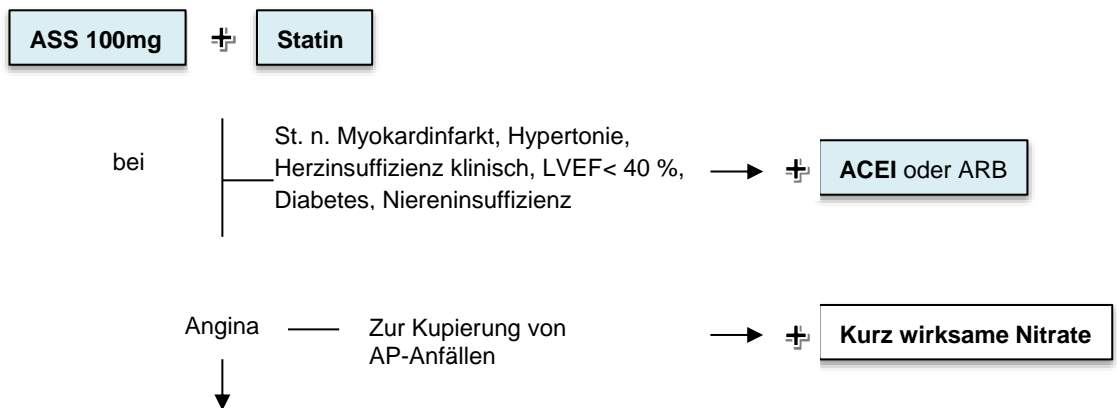 ASS 100mg + Statin
bei
St. n. Myokardinfarkt, Hypertonie,
Herzinsuffizienz klinisch, LVEF< 40 %,
Diabetes, Niereninsuffizienz
+ ACEI oder ARB
Angina
Zur Kupierung von
AP-Anfällen
+ Kurz wirksame Nitrate